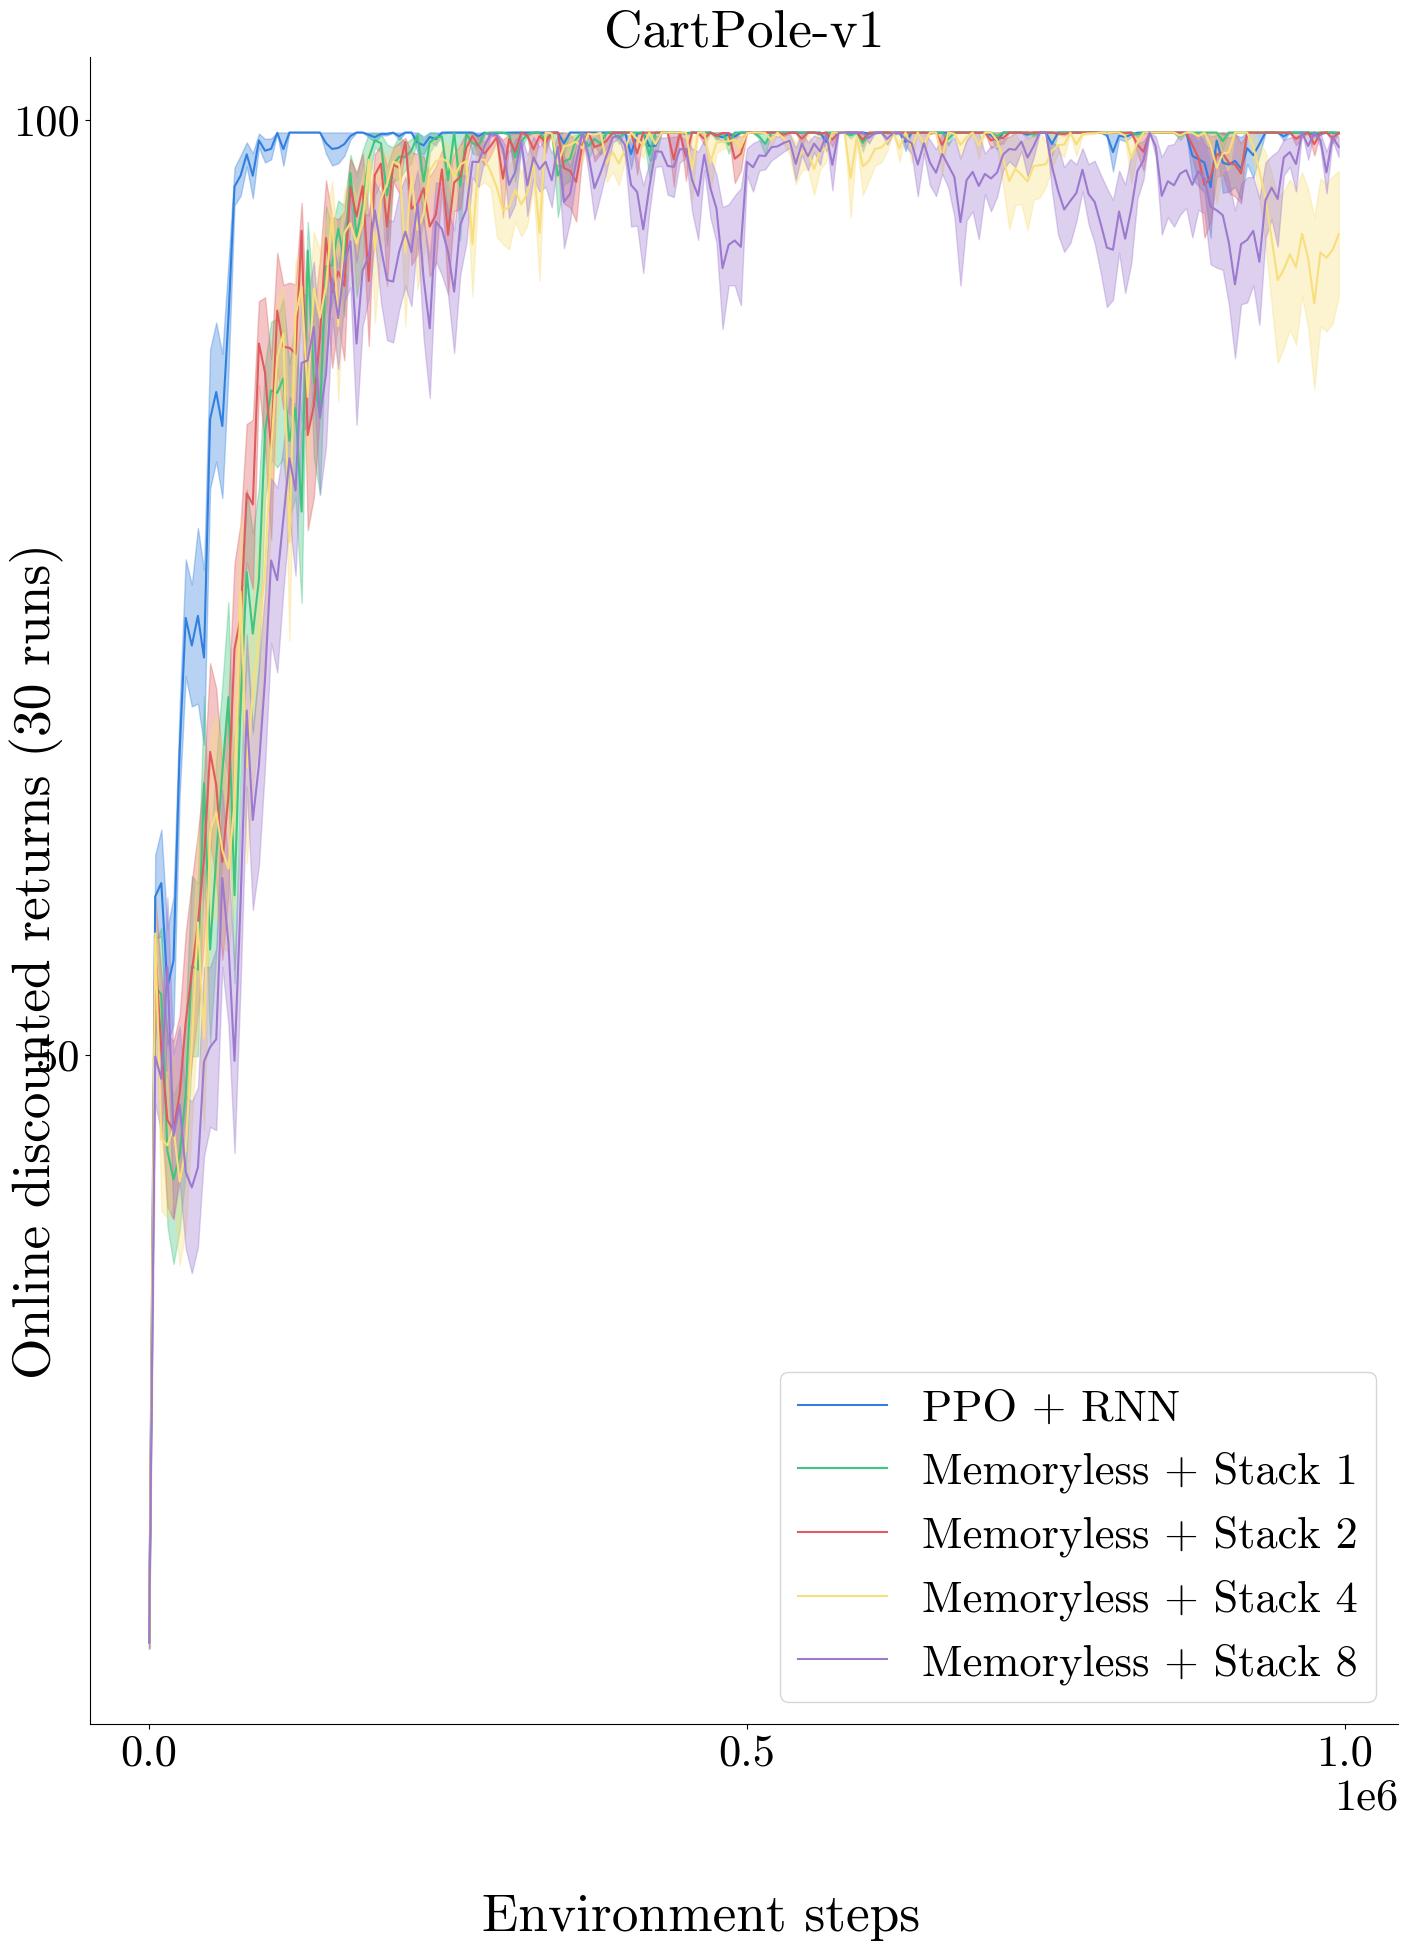 CartPole-v1
100
50
Online discounted returns (30 runs)
PPO + RNN
Memoryless + Stack 1
Memoryless + Stack 2
Memoryless + Stack 4
Memoryless + Stack 8
0.0
0.5
1.0
1e6
Environment steps